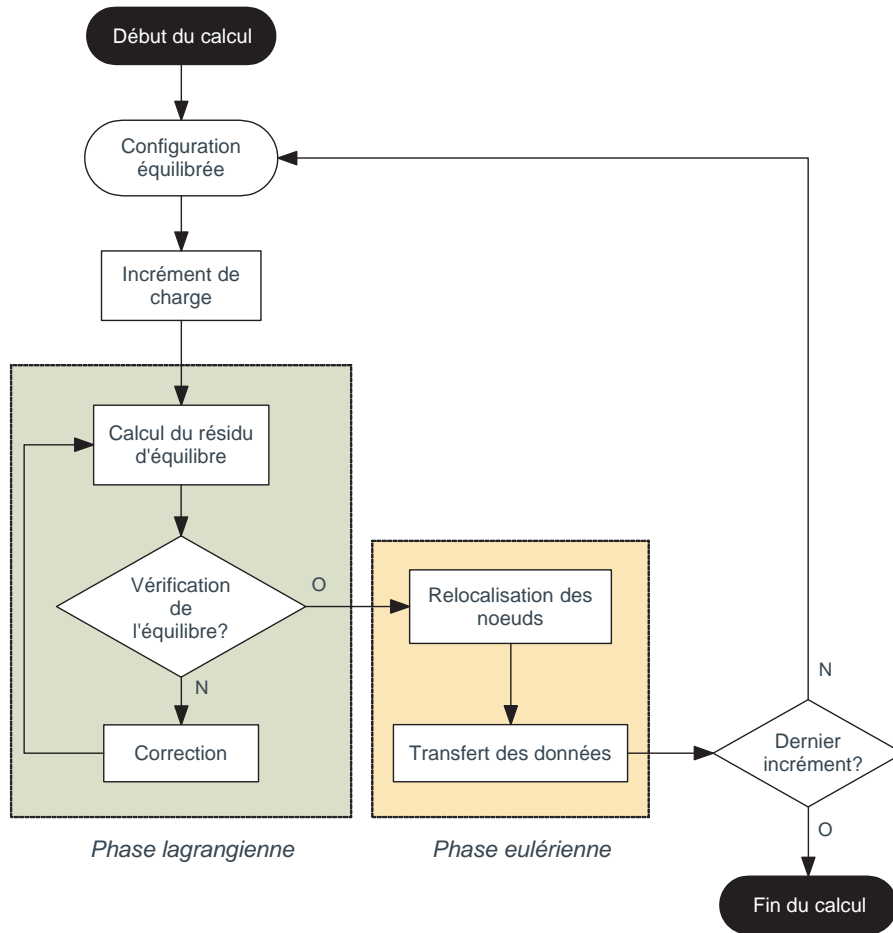 Début du calcul
Configuration
équilibrée
Incrément de
charge
Calcul du résidu
d'équilibre
Vérification
de
l'équilibre?
O
N
Correction
Phase lagrangienne
Relocalisation des
noeuds
Transfert des données
Phase eulérienne
N
Dernier
incrément?
O
Fin du calcul